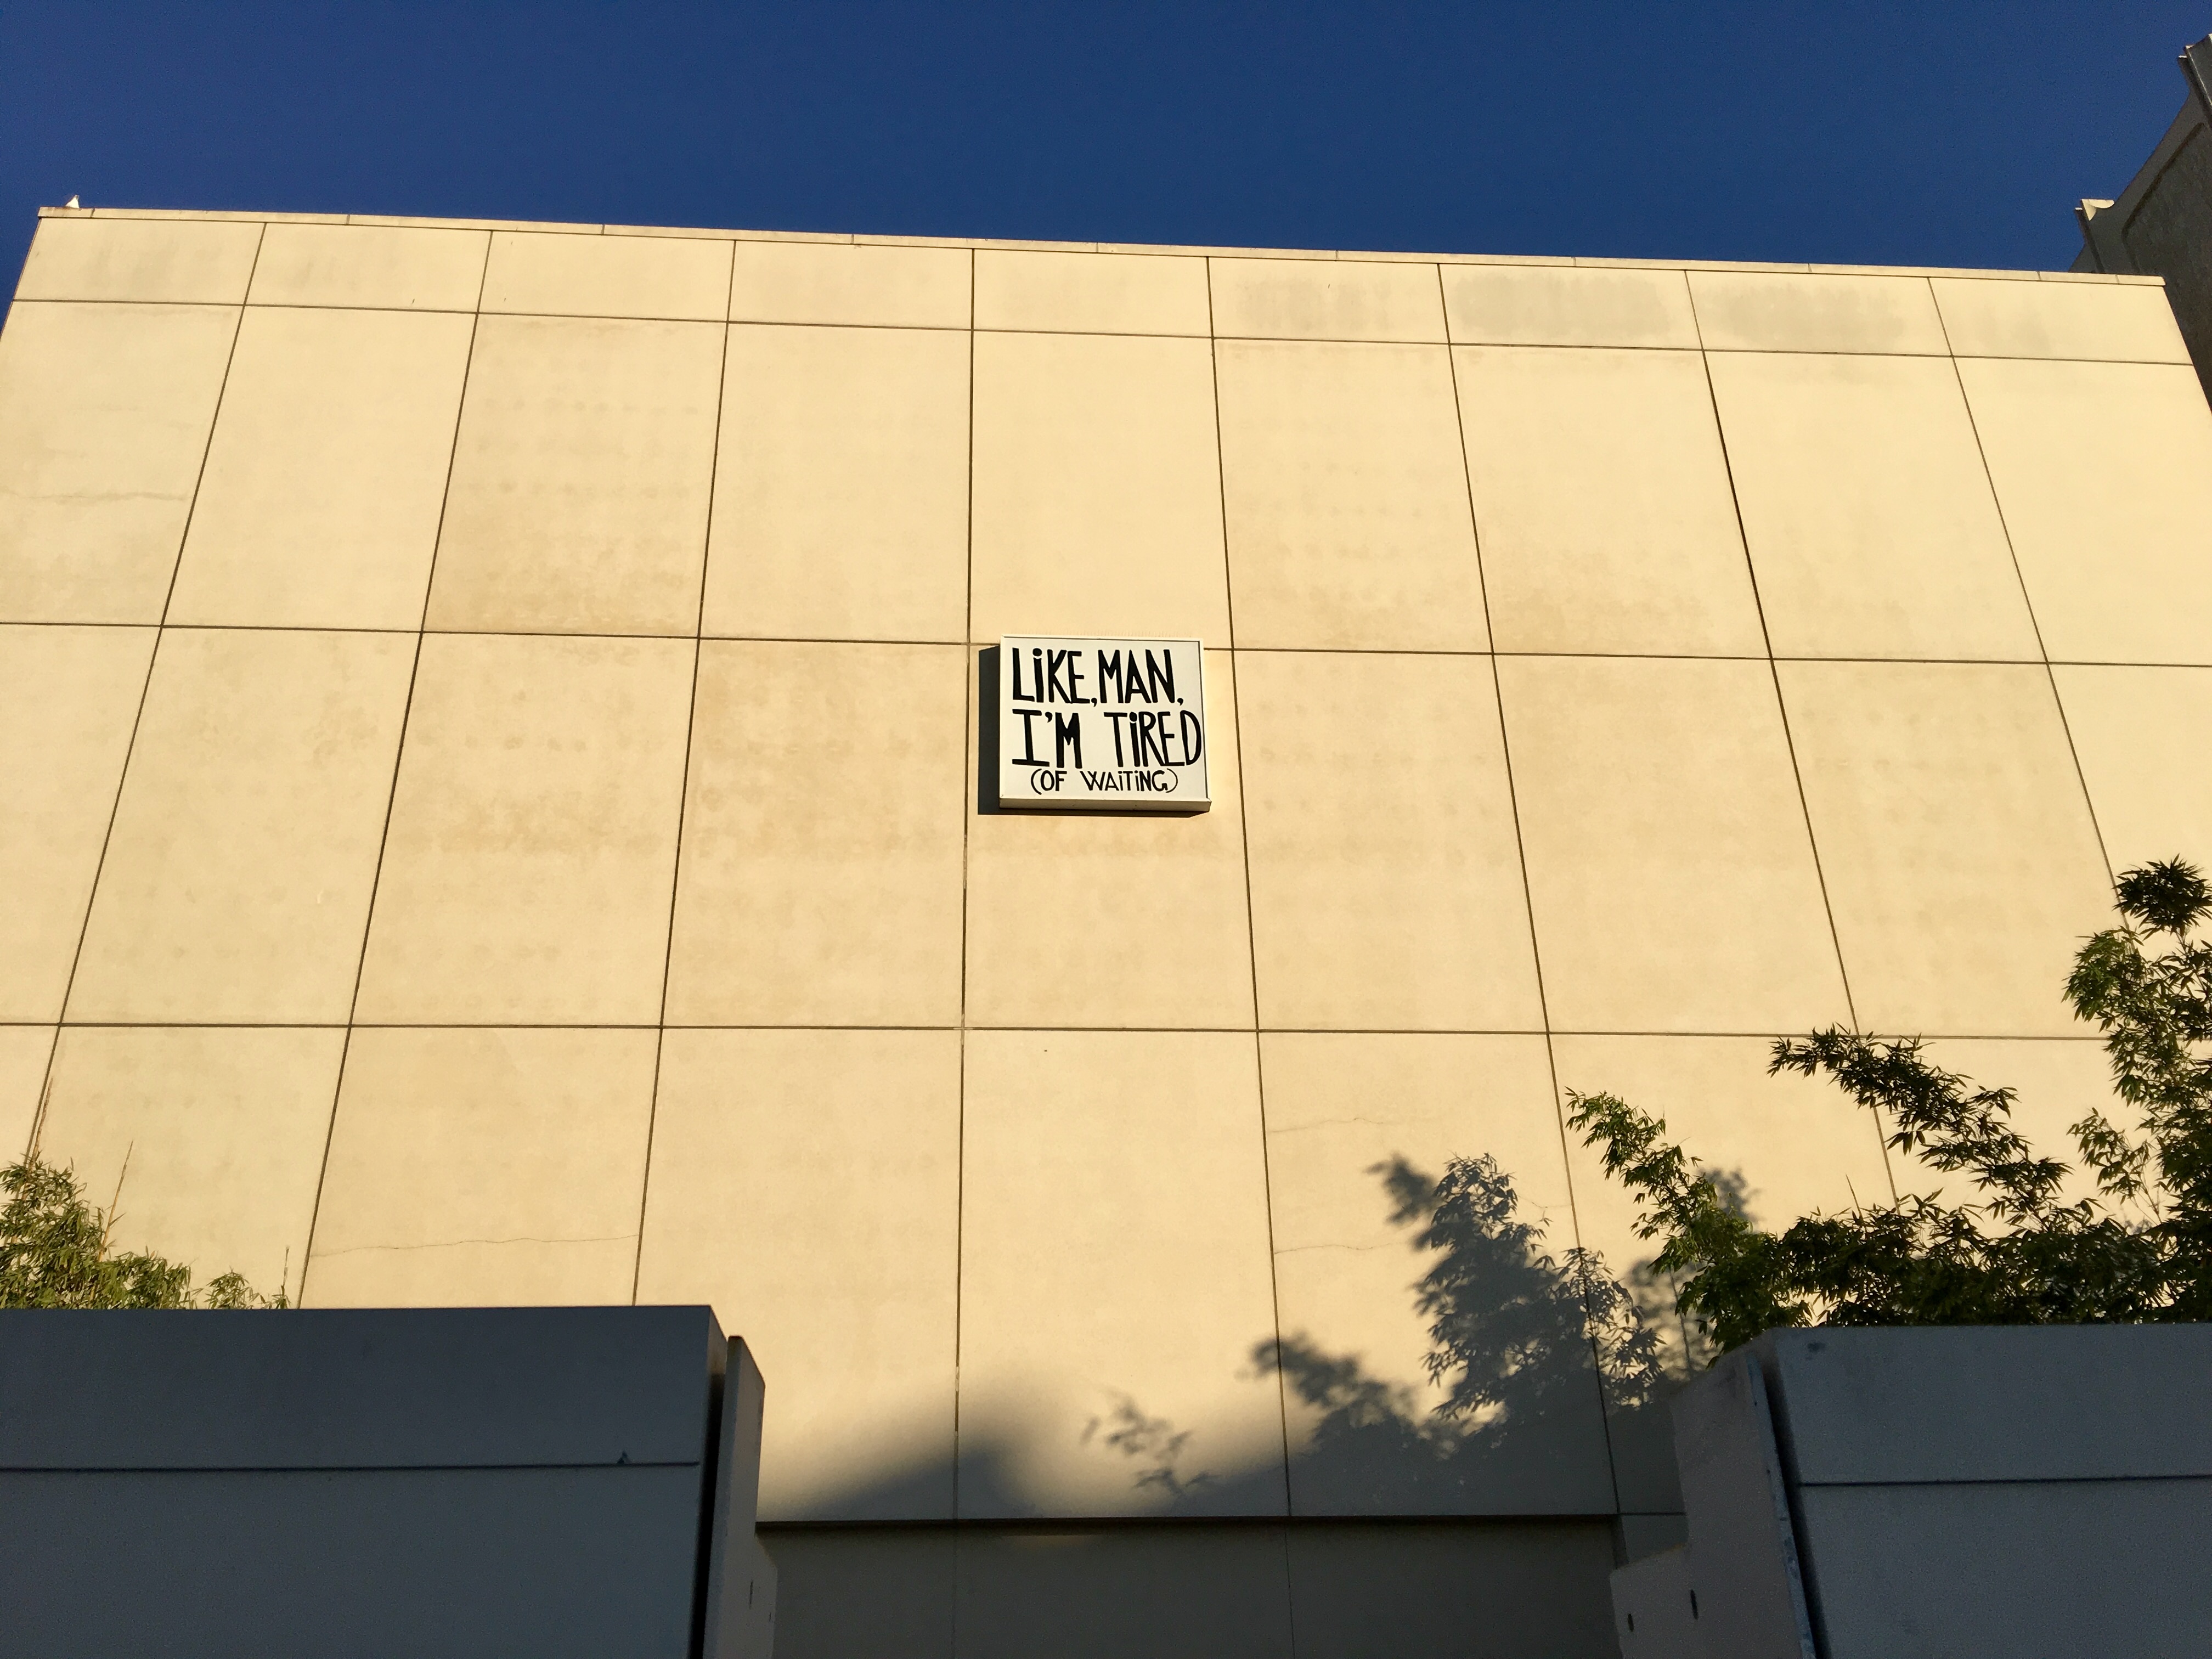 LiKE, MAN,
I'M TiRED
(OF WAiTiNG)